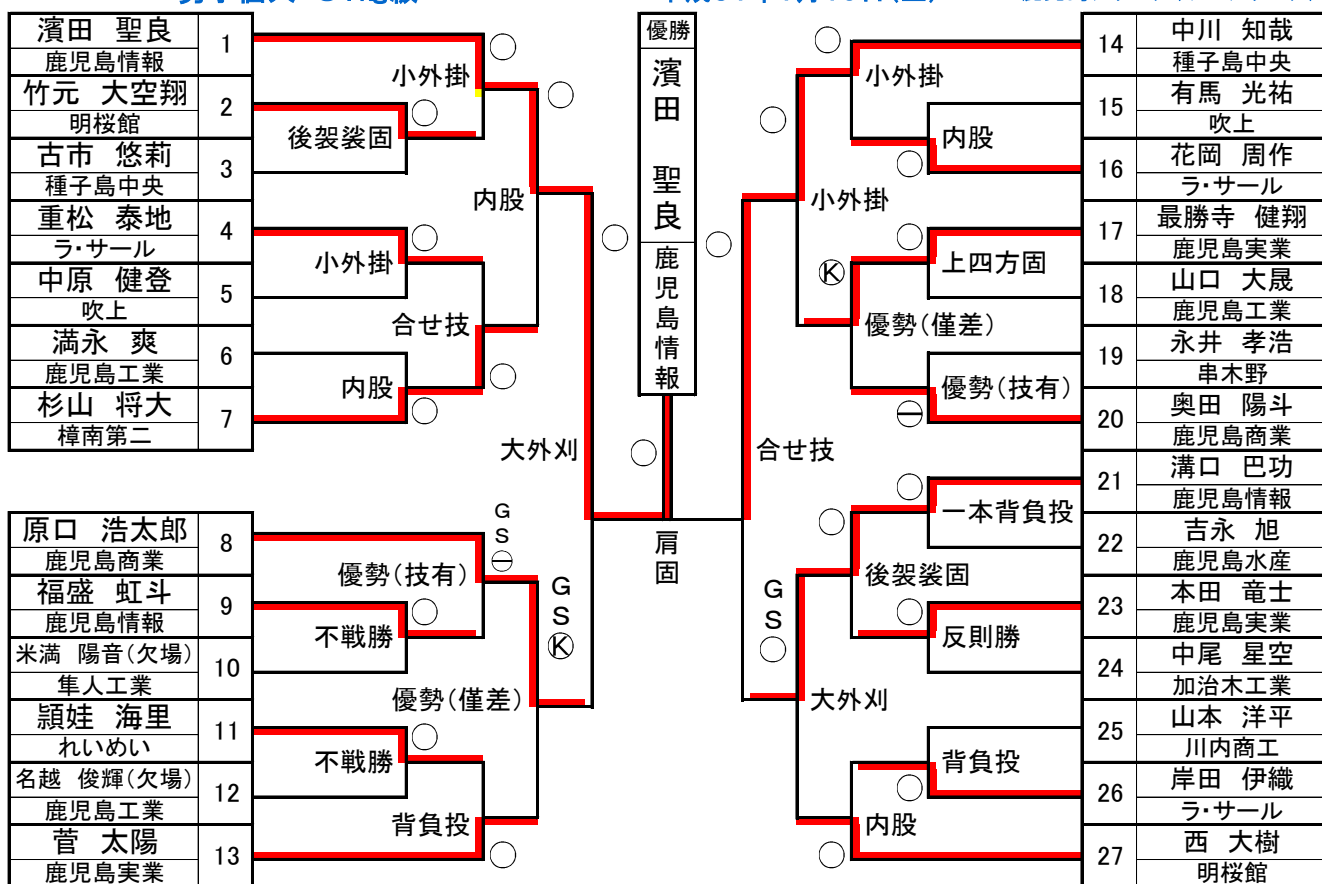 優勝
濱田 聖良
鹿児島情報
濱田 聖良
1
鹿児島情報
竹元 大空翔
2
明桜館
古市 悠莉
3
種子島中央
重松 泰地
4
ラ・サール
中原 健登
5
吹上
満永 爽
6
鹿児島工業
杉山 将大
7
樟南第二
原口 浩太郎
8
鹿児島商業
福盛 虹斗
9
鹿児島情報
米満 陽音(欠場)
10
隼人工業
頴娃 海里
11
れいめい
名越 俊輝(欠場)
12
鹿児島工業
菅 太陽
13
鹿児島実業
小外掛
後袈裟固
内股
小外掛
合せ技
内股
大外刈
GS
優勢(技有)
不戦勝
GS
K
優勢(僅差)
不戦勝
背負投
肩固
小外掛
内股
小外掛
上四方固
K
優勢(僅差)
優勢(技有)
合せ技
一本背負投
後袈裟固
GS
反則勝
大外刈
背負投
内股
14
中川 知哉
種子島中央
15
有馬 光祐
吹上
16
花岡 周作
ラ・サール
17
最勝寺 健翔
鹿児島実業
18
山口 大晟
鹿児島工業
19
永井 孝浩
串木野
20
奥田 陽斗
鹿児島商業
21
溝口 巴功
鹿児島情報
22
吉永 旭
鹿児島水産
23
本田 竜士
鹿児島実業
24
中尾 星空
加治木工業
25
山本 洋平
川内商工
26
岸田 伊織
ラ・サール
27
西 大樹
明桜館